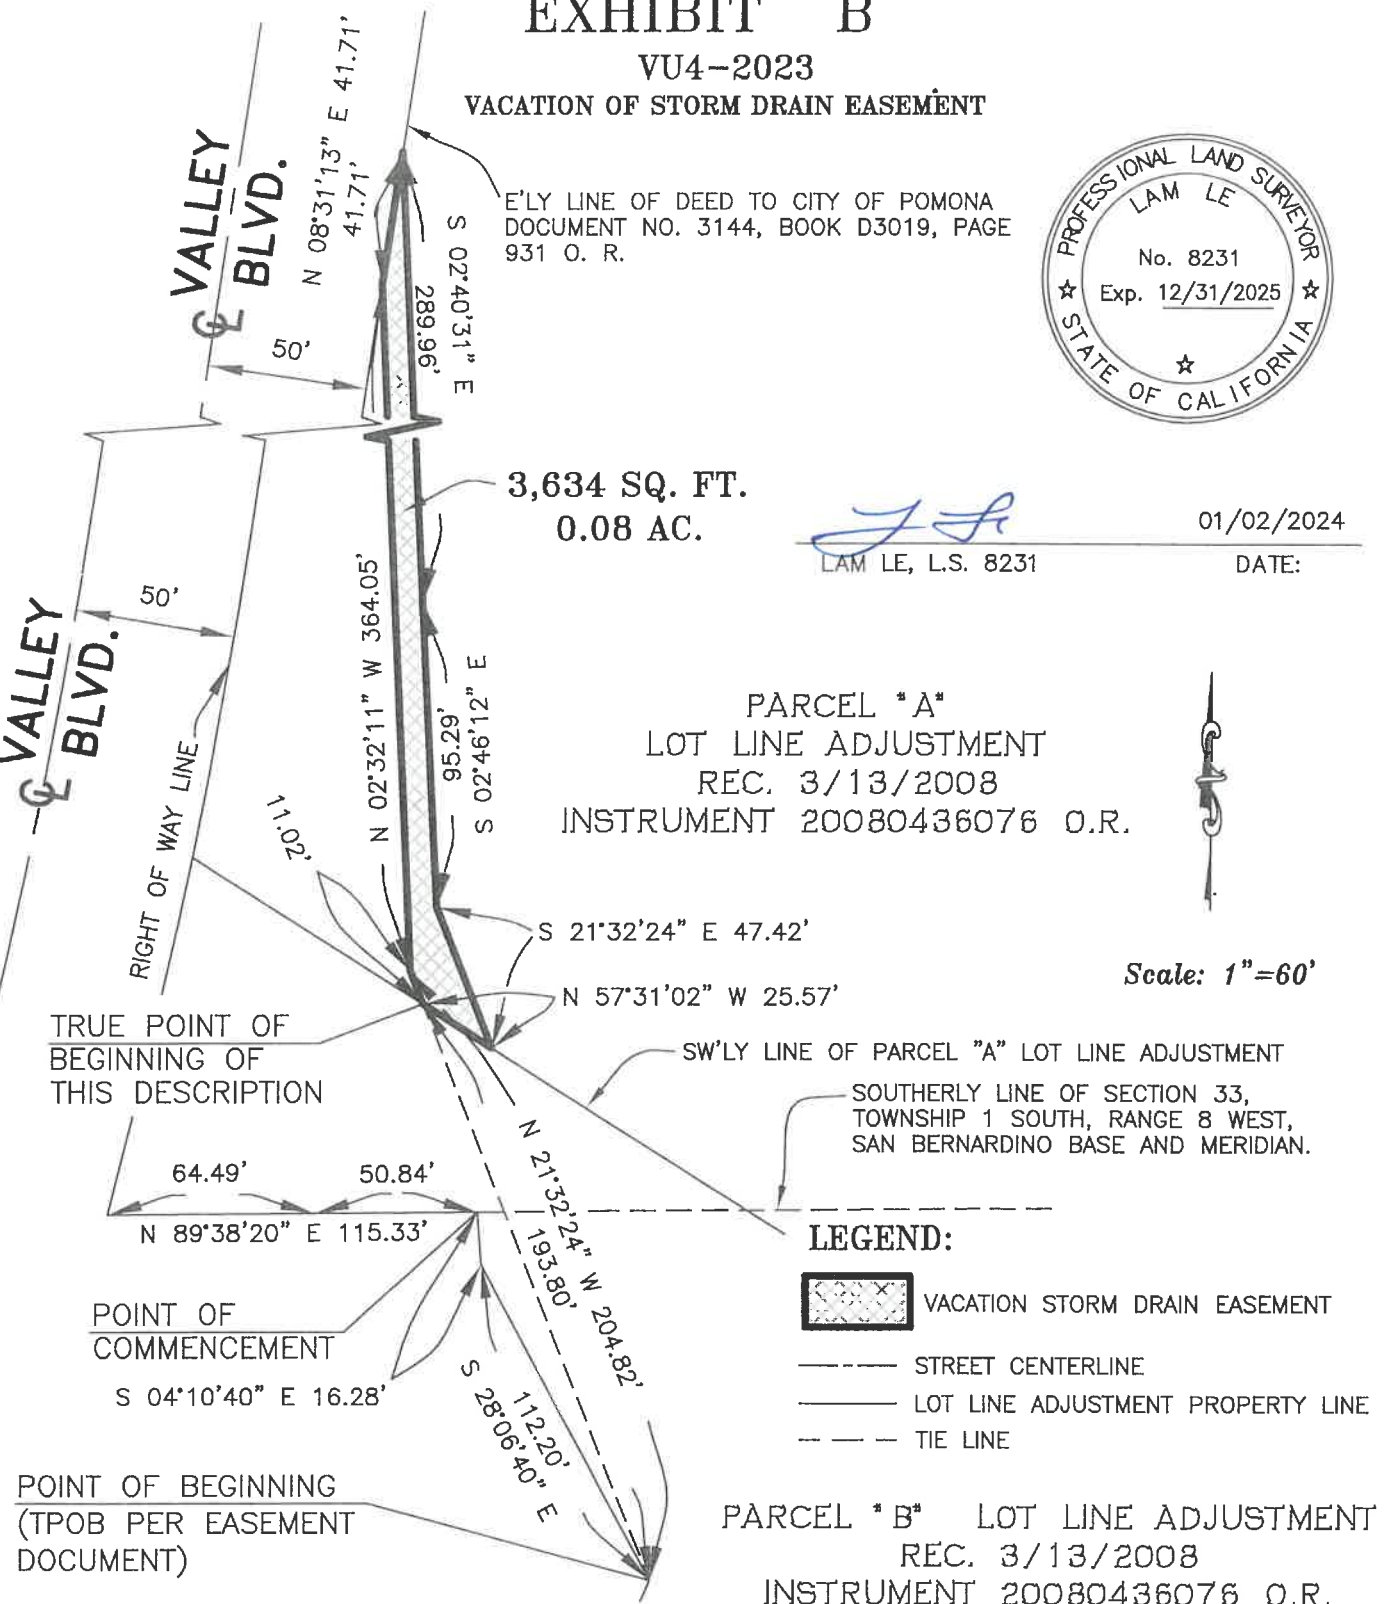 EXHIBIT B
VU4-2023
VACATION OF STORM DRAIN EASEMENT
N 08°31'13" E 41.71'
41.71'
VALLEY
BLVD.
℄
50'
E'LY LINE OF DEED TO CITY OF POMONA
DOCUMENT NO. 3144, BOOK D3019, PAGE
931 O. R.
S 02°40'31" E
289.96'
PROFESSIONAL LAND SURVEYOR
LAM LE
No. 8231
Exp. 12/31/2025
STATE OF CALIFORNIA
3,634 SQ. FT.
0.08 AC.
01/02/2024
LAM LE, L.S. 8231
DATE:
50'
VALLEY
BLVD.
℄
RIGHT OF WAY LINE
N 02°32'11" W 364.05'
95.29'
S 02°46'12" E
11.02'
PARCEL "A"
LOT LINE ADJUSTMENT
REC. 3/13/2008
INSTRUMENT 20080436076 O.R.
S 21°32'24" E 47.42'
N 57°31'02" W 25.57'
Scale: 1"=60'
TRUE POINT OF
BEGINNING OF
THIS DESCRIPTION
SW'LY LINE OF PARCEL "A" LOT LINE ADJUSTMENT
SOUTHERLY LINE OF SECTION 33,
TOWNSHIP 1 SOUTH, RANGE 8 WEST,
SAN BERNARDINO BASE AND MERIDIAN.
64.49'
50.84'
N 89°38'20" E 115.33'
N 21°32'24" W 204.82'
193.80'
POINT OF
COMMENCEMENT
S 04°10'40" E 16.28'
112.20'
S 28°06'40" E
LEGEND:
VACATION STORM DRAIN EASEMENT
STREET CENTERLINE
LOT LINE ADJUSTMENT PROPERTY LINE
TIE LINE
POINT OF BEGINNING
(TPOB PER EASEMENT
DOCUMENT)
PARCEL "B" LOT LINE ADJUSTMENT
REC. 3/13/2008
INSTRUMENT 20080436076 O.R.